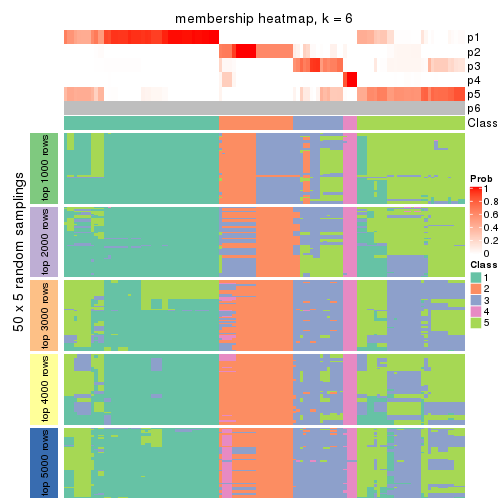 membership heatmap, k = 6
p1
p2
p3
p4
p5
p6
Class
50 x 5 random samplings
top 1000 rows
top 2000 rows
top 3000 rows
top 4000 rows
top 5000 rows
Prob
1
0.8
0.6
0.4
0.2
0
Class
1
2
3
4
5